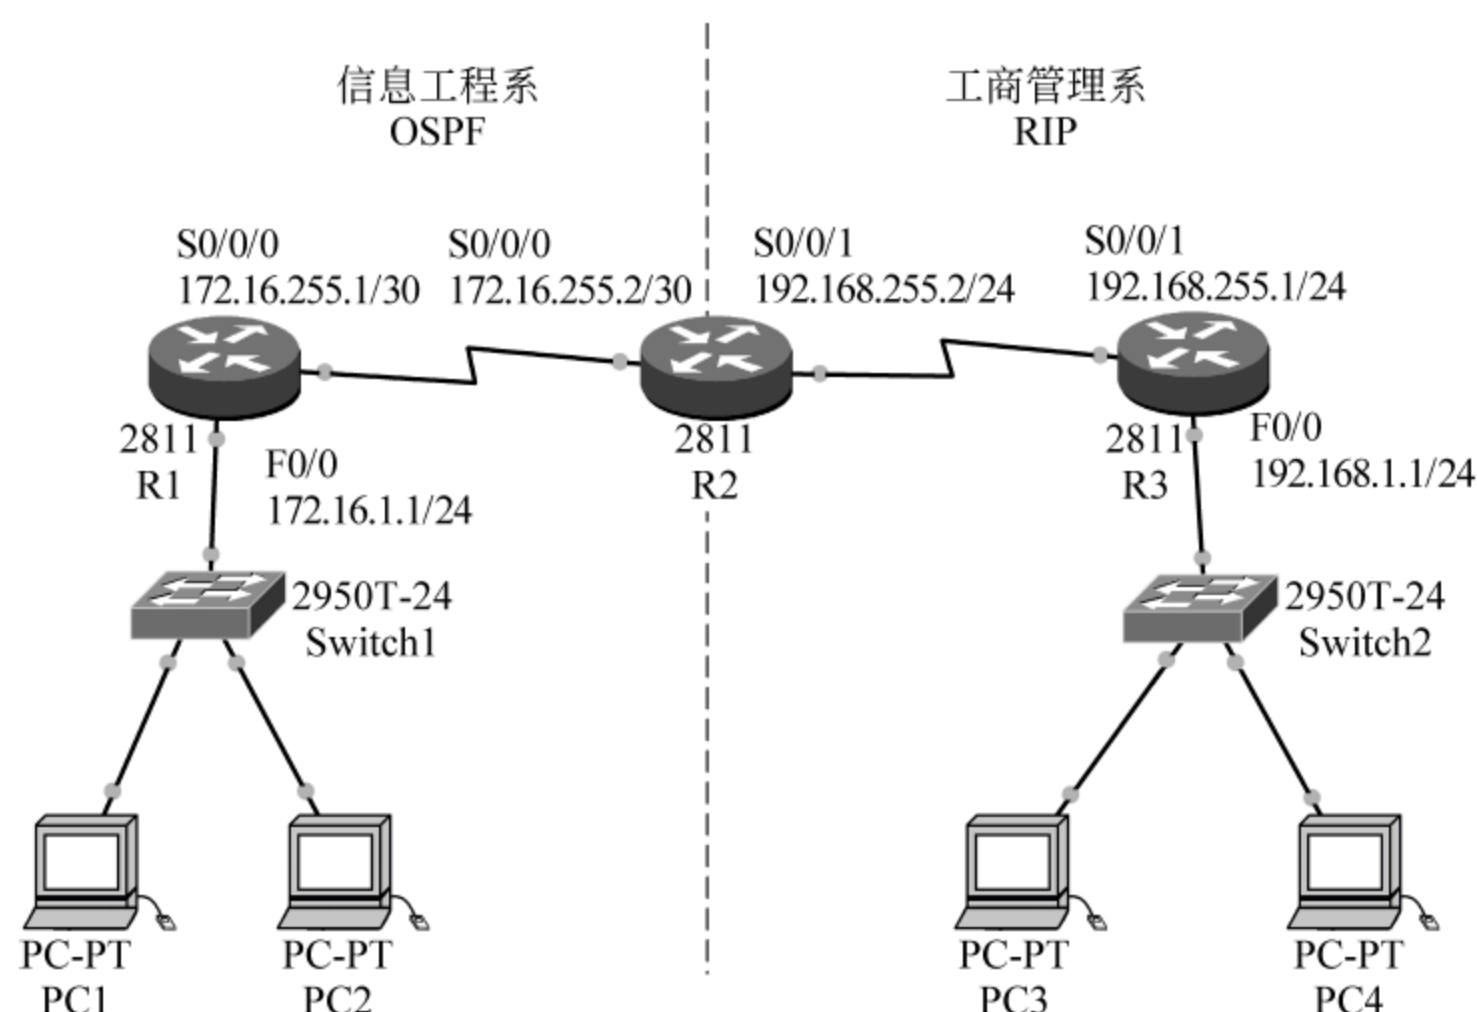 信息工程系
OSPF
工商管理系
RIP
S0/0/0
172.16.255.1/30
S0/0/0
172.16.255.2/30
S0/0/1
192.168.255.2/24
S0/0/1
192.168.255.1/24
2811
R1
F0/0
172.16.1.1/24
2811
R2
2811
R3
F0/0
192.168.1.1/24
2950T-24
Switch1
2950T-24
Switch2
PC-PT
PC1
PC-PT
PC2
PC-PT
PC3
PC-PT
PC4